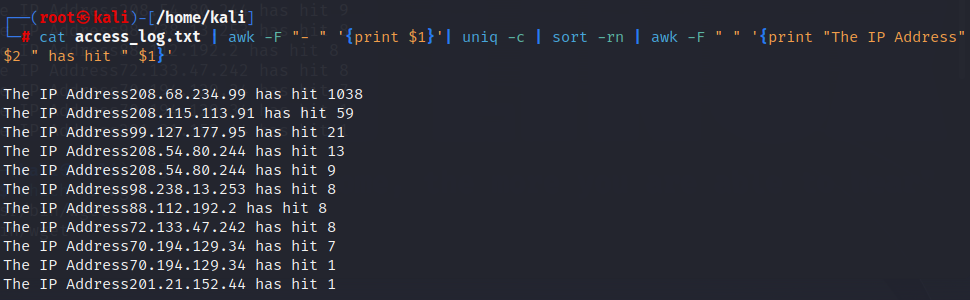 ┌──(root㉿kali)-[/home/kali]
└─# cat access_log.txt | awk -F "- " '{print $1}'| uniq -c | sort -rn | awk -F " " '{print "The IP Address"
$2 " has hit " $1}'
The IP Address208.68.234.99 has hit 1038
The IP Address208.115.113.91 has hit 59
The IP Address99.127.177.95 has hit 21
The IP Address208.54.80.244 has hit 13
The IP Address208.54.80.244 has hit 9
The IP Address98.238.13.253 has hit 8
The IP Address88.112.192.2 has hit 8
The IP Address72.133.47.242 has hit 8
The IP Address70.194.129.34 has hit 7
The IP Address70.194.129.34 has hit 1
The IP Address201.21.152.44 has hit 1